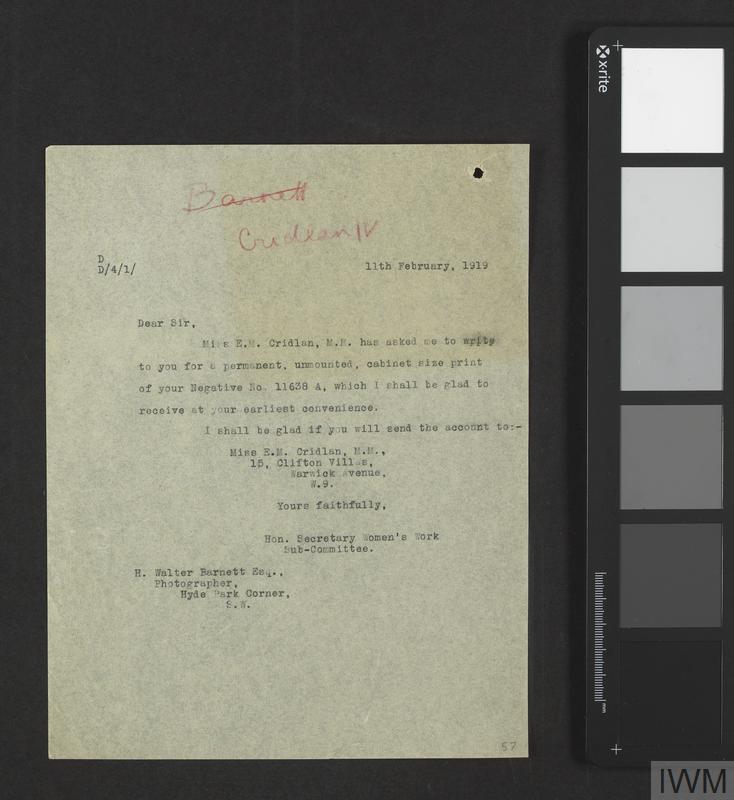 Barnett
Cridlan IV
D
D/4/1/
11th February, 1919
Dear Sir,
Miss E.M. Cridlan, M.M. has asked me to write
to you for a permanent, unmounted, cabinet size print
of your Negative No. 11638 A, which I shall be glad to
receive at your earliest convenience.
I shall be glad if you will send the account to:-
Miss E.M. Cridlan, M.M.,
15, Clifton Villas,
Warwick Avenue,
W.9.
Yours faithfully,
Hon. Secretary Women's Work
Sub-Committee.
H. Walter Barnett Esq.,
Photographer,
Hyde Park Corner,
S.W.
57
x-rite
mm
IWM